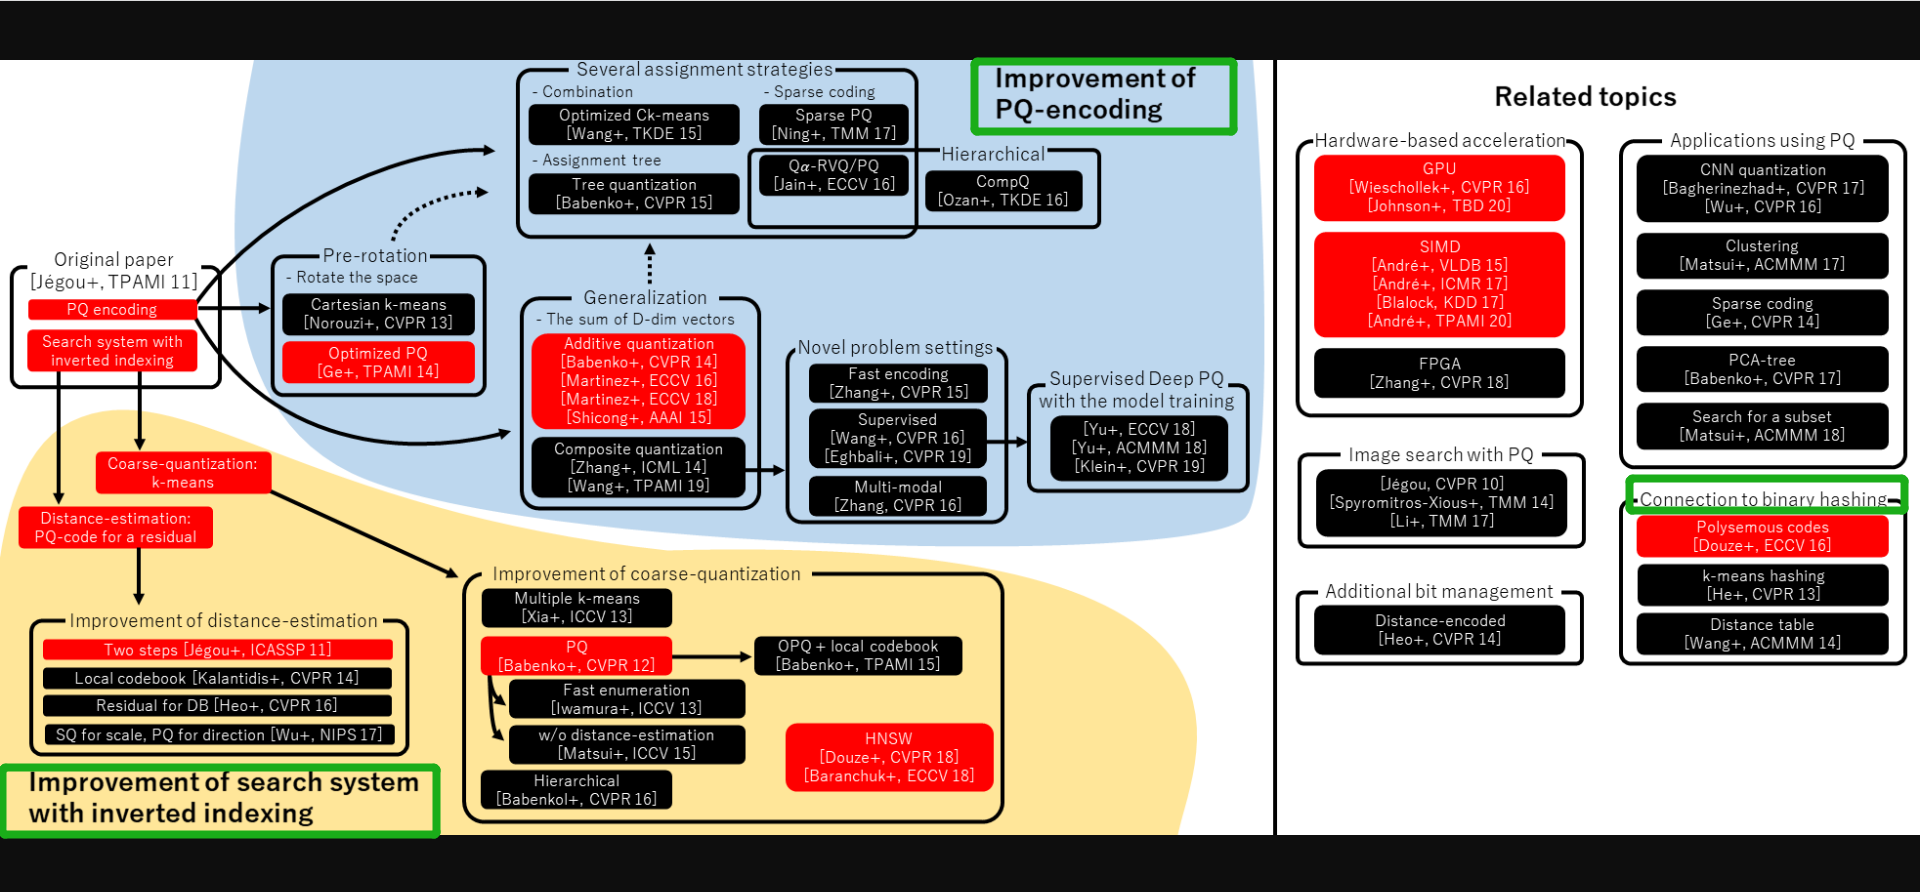 Several assignment strategies
- Combination
Optimized Ck-means
[Wang+, TKDE 15]
- Assignment tree
Tree quantization
[Babenko+, CVPR 15]
- Sparse coding
Sparse PQ
[Ning+, TMM 17]
Hierarchical
Qα-RVQ/PQ
[Jain+, ECCV 16]
CompQ
[Ozan+, TKDE 16]
Improvement of
PQ-encoding
Original paper
[Jégou+, TPAMI 11]
PQ encoding
Search system with
inverted indexing
Pre-rotation
- Rotate the space
Cartesian k-means
[Norouzi+, CVPR 13]
Optimized PQ
[Ge+, TPAMI 14]
Generalization
- The sum of D-dim vectors
Additive quantization
[Babenko+, CVPR 14]
[Martinez+, ECCV 16]
[Martinez+, ECCV 18]
[Shicong+, AAAI 15]
Composite quantization
[Zhang+, ICML 14]
[Wang+, TPAMI 19]
Novel problem settings
Fast encoding
[Zhang+, CVPR 15]
Supervised
[Wang+, CVPR 16]
[Eghbali+, CVPR 19]
Multi-modal
[Zhang, CVPR 16]
Supervised Deep PQ
with the model training
[Yu+, ECCV 18]
[Yu+, ACMMM 18]
[Klein+, CVPR 19]
Coarse-quantization:
k-means
Distance-estimation:
PQ-code for a residual
Improvement of distance-estimation
Two steps [Jégou+, ICASSP 11]
Local codebook [Kalantidis+, CVPR 14]
Residual for DB [Heo+, CVPR 16]
SQ for scale, PQ for direction [Wu+, NIPS 17]
Improvement of search system
with inverted indexing
Improvement of coarse-quantization
Multiple k-means
[Xia+, ICCV 13]
PQ
[Babenko+, CVPR 12]
OPQ + local codebook
[Babenko+, TPAMI 15]
Fast enumeration
[Iwamura+, ICCV 13]
w/o distance-estimation
[Matsui+, ICCV 15]
Hierarchical
[Babenkol+, CVPR 16]
HNSW
[Douze+, CVPR 18]
[Baranchuk+, ECCV 18]
Related topics
Hardware-based acceleration
GPU
[Wieschollek+, CVPR 16]
[Johnson+, TBD 20]
SIMD
[André+, VLDB 15]
[André+, ICMR 17]
[Blalock, KDD 17]
[André+, TPAMI 20]
FPGA
[Zhang+, CVPR 18]
Image search with PQ
[Jégou, CVPR 10]
[Spyromitros-Xious+, TMM 14]
[Li+, TMM 17]
Additional bit management
Distance-encoded
[Heo+, CVPR 14]
Applications using PQ
CNN quantization
[Bagherinezhad+, CVPR 17]
[Wu+, CVPR 16]
Clustering
[Matsui+, ACMMM 17]
Sparse coding
[Ge+, CVPR 14]
PCA-tree
[Babenko+, CVPR 17]
Search for a subset
[Matsui+, ACMMM 18]
Connection to binary hashing
Polysemous codes
[Douze+, ECCV 16]
k-means hashing
[He+, CVPR 13]
Distance table
[Wang+, ACMMM 14]